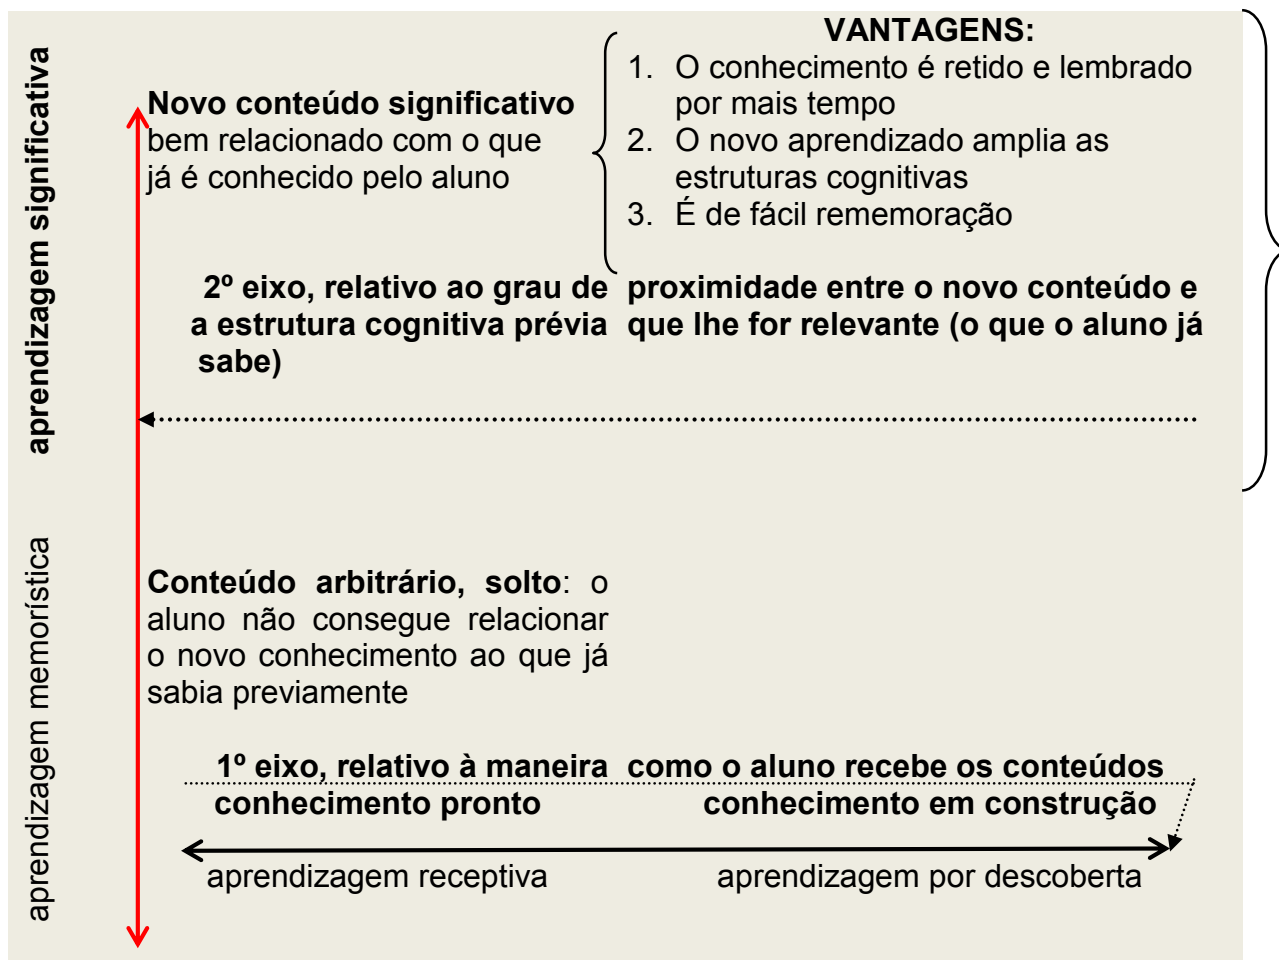 aprendizagem significativa
Novo conteúdo significativo
bem relacionado com o que
já é conhecido pelo aluno
VANTAGENS:
1. O conhecimento é retido e lembrado
por mais tempo
2. O novo aprendizado amplia as
estruturas cognitivas
3. É de fácil rememoração
2º eixo, relativo ao grau de proximidade entre o novo conteúdo e
a estrutura cognitiva prévia que lhe for relevante (o que o aluno já
sabe)
aprendizagem memorística
Conteúdo arbitrário, solto: o
aluno não consegue relacionar
o novo conhecimento ao que já
sabia previamente
1º eixo, relativo à maneira como o aluno recebe os conteúdos
conhecimento pronto conhecimento em construção
aprendizagem receptiva aprendizagem por descoberta